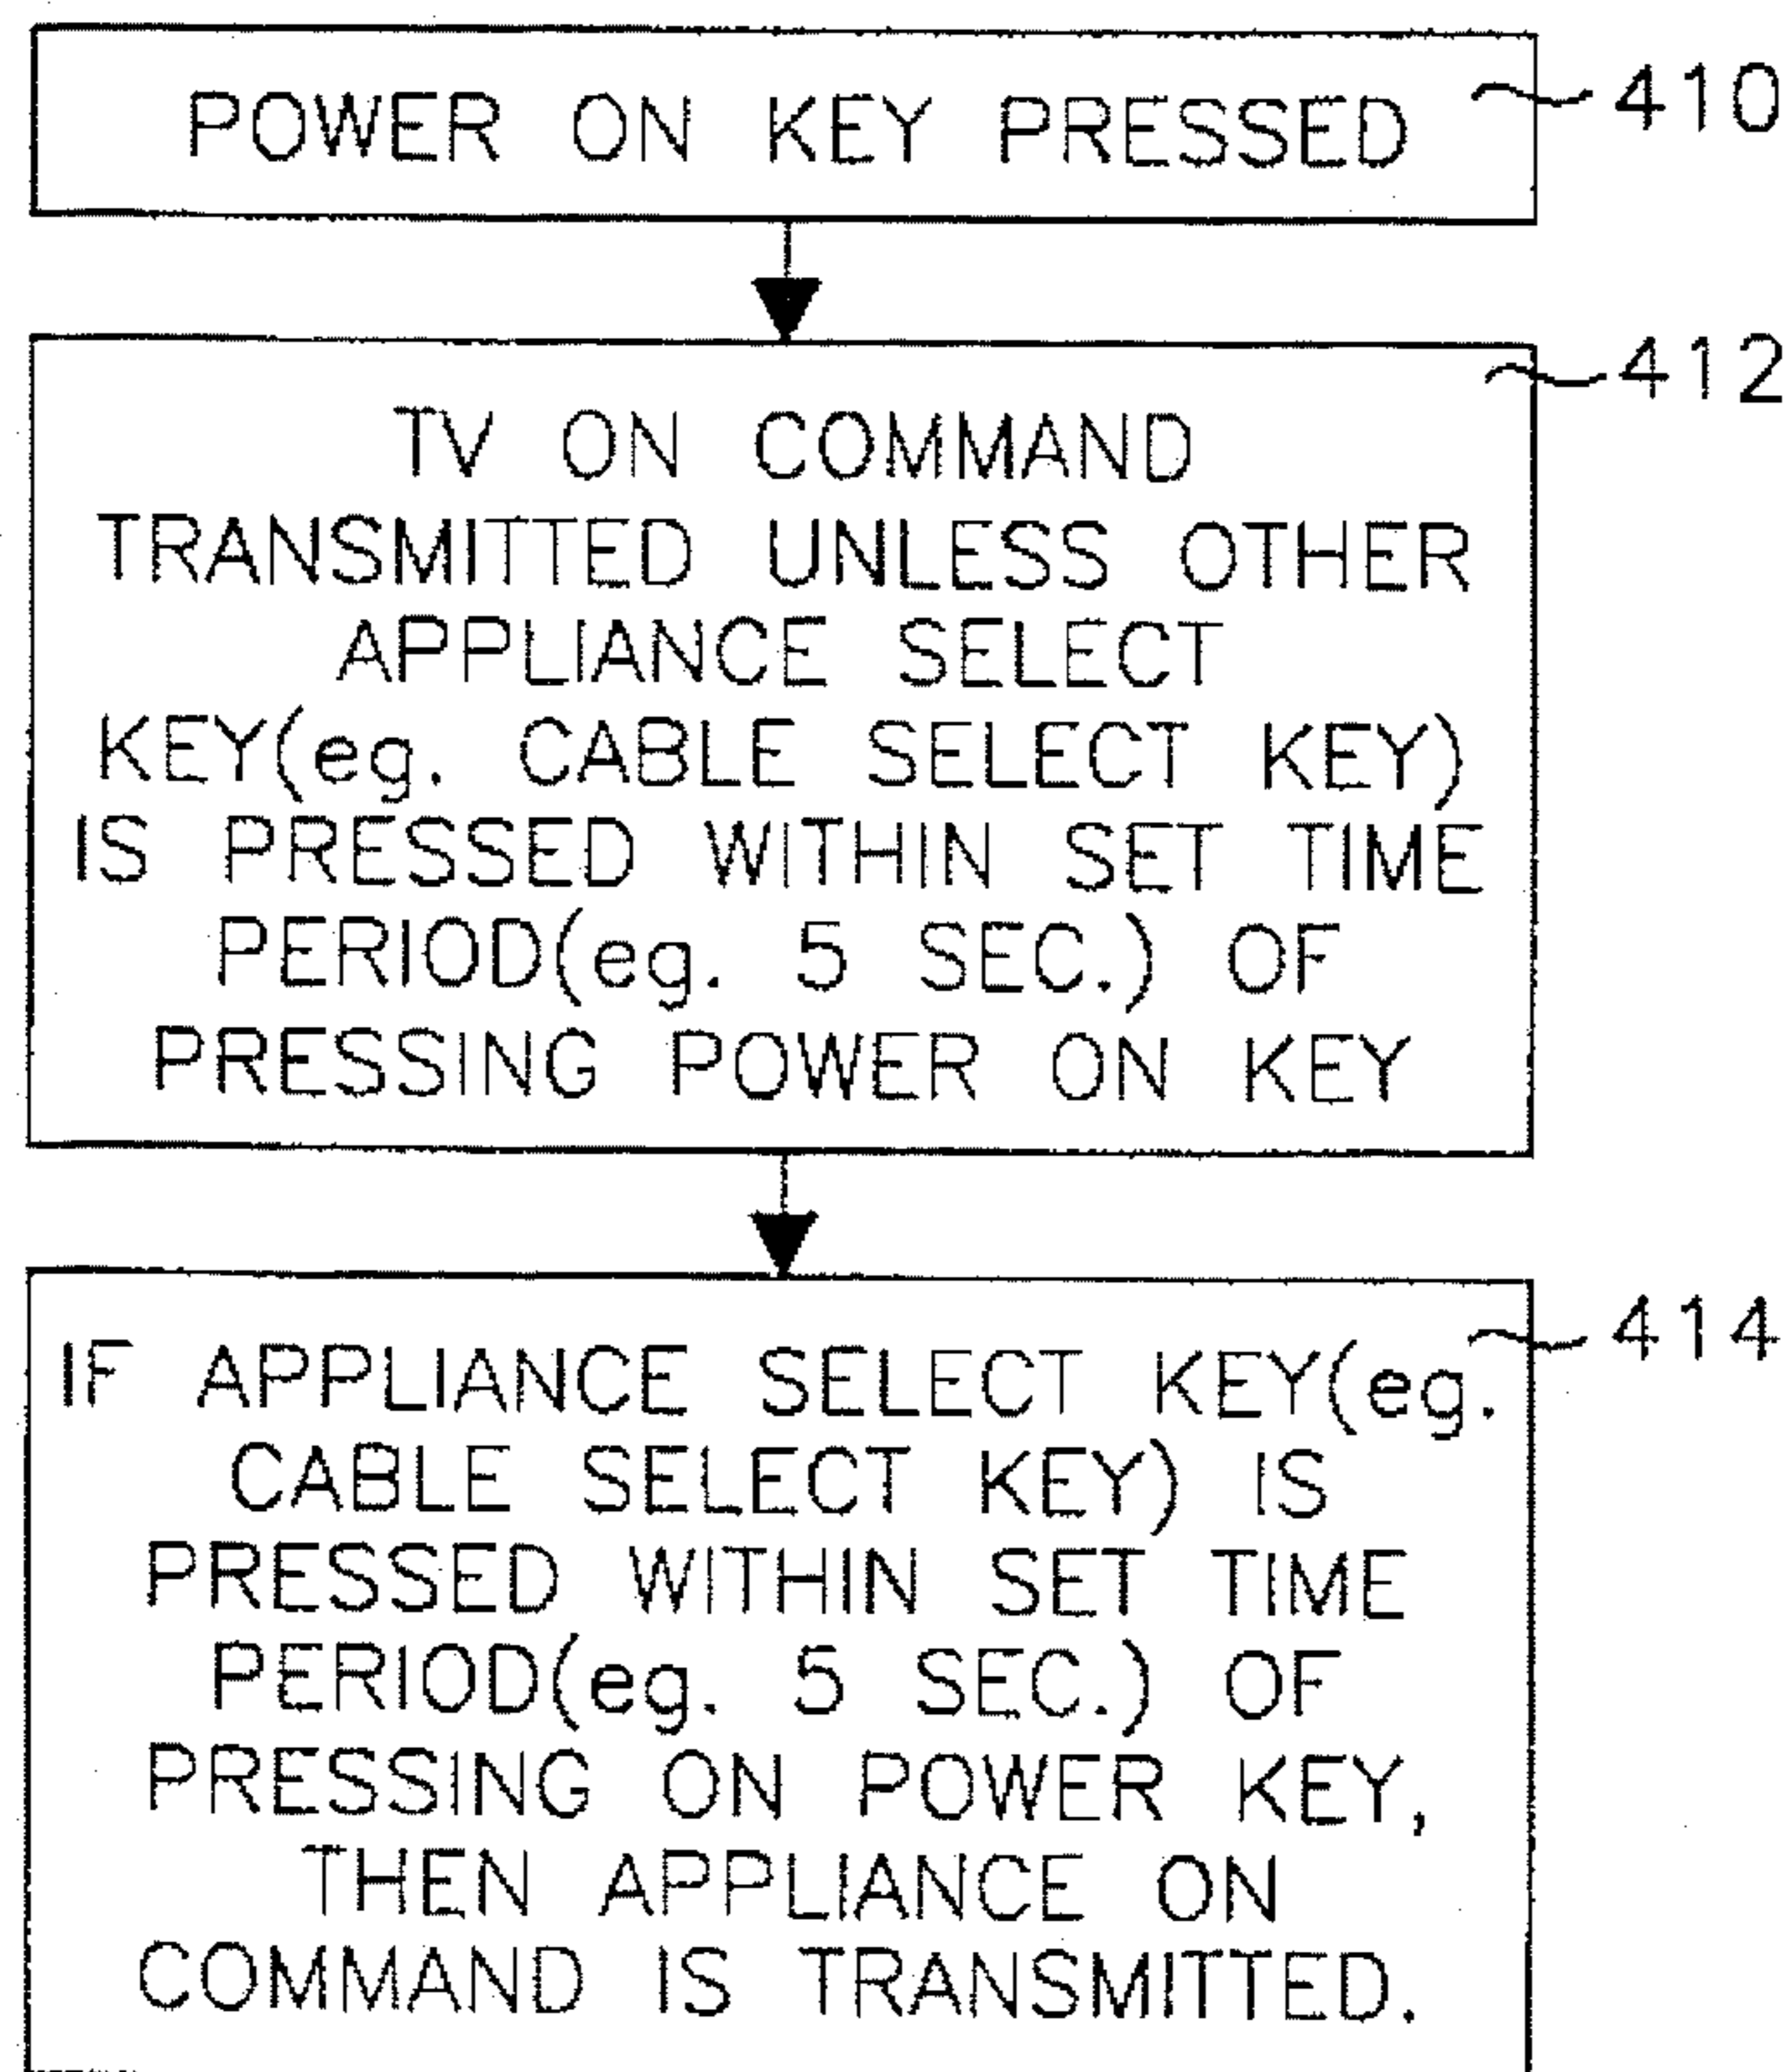 POWER ON KEY PRESSED
410
412
TV ON COMMAND
TRANSMITTED UNLESS OTHER
APPLIANCE SELECT
KEY(eg. CABLE SELECT KEY)
IS PRESSED WITHIN SET TIME
PERIOD(eg. 5 SEC.) OF
PRESSING POWER ON KEY
414
IF APPLIANCE SELECT KEY(eg.
CABLE SELECT KEY) IS
PRESSED WITHIN SET TIME
PERIOD(eg. 5 SEC.) OF
PRESSING ON POWER KEY,
THEN APPLIANCE ON
COMMAND IS TRANSMITTED.